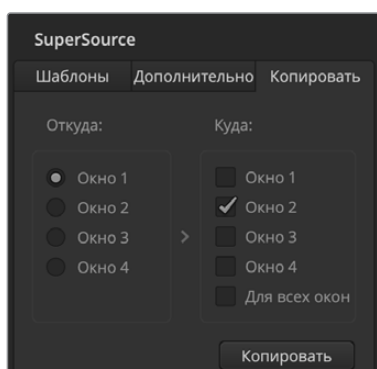 SuperSource
Шаблоны Дополнительно Копировать
Откуда: Куда:
Окно 1 Окно 1
Окно 2 Окно 2
Окно 3 > Окно 3
Окно 4 Окно 4
Для всех окон
Копировать